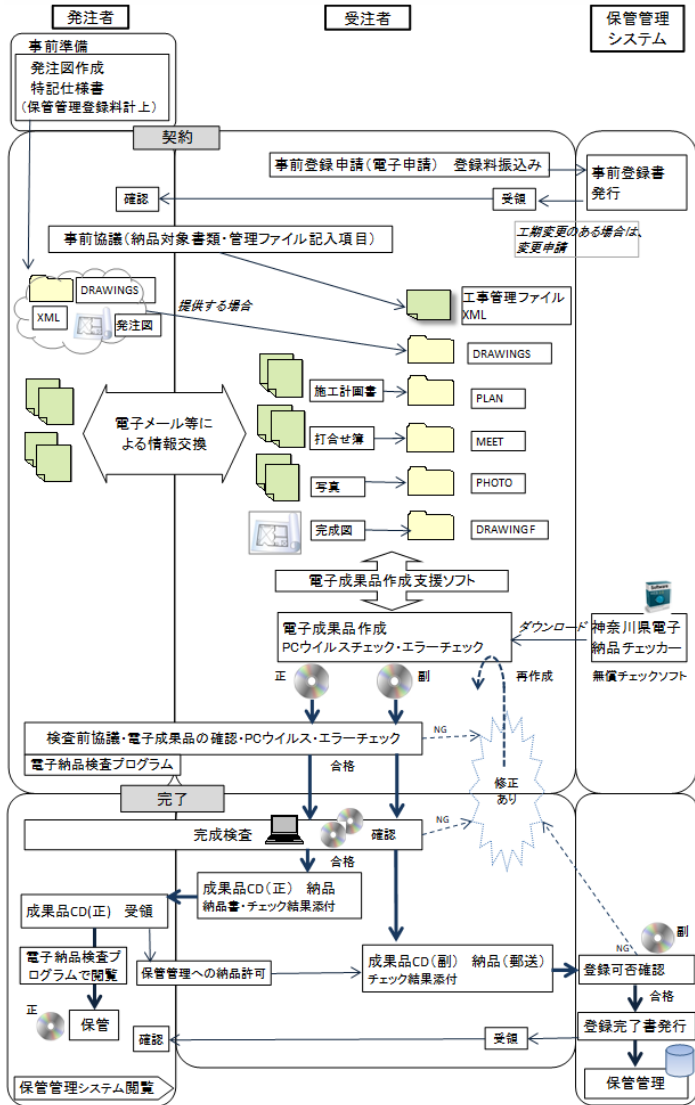 発注者
受注者
保管管理
システム
事前準備
発注図作成
特記仕様書
(保管管理登録料計上)
契約
事前登録申請(電子申請) 登録料振込み
事前登録書
発行
確認
受領
工期変更のある場合は、
変更申請
事前協議(納品対象書類・管理ファイル記入項目)
DRAWINGS
XML
発注図
提供する場合
工事管理ファイル
XML
DRAWINGS
施工計画書
PLAN
電子メール等
による情報交換
打合せ簿
MEET
写真
PHOTO
完成図
DRAWINGF
電子成果品作成支援ソフト
電子成果品作成
PCウイルスチェック・エラーチェック
ダウンロード
神奈川県電子
納品チェッカー
無償チェックソフト
正
副
再作成
検査前協議・電子成果品の確認・PCウイルス・エラーチェック
NG
電子納品検査プログラム
合格
修正
あり
完了
完成検査
確認
NG
合格
成果品CD(正) 納品
納品書・チェック結果添付
成果品CD(正) 受領
副
NG
電子納品検査プ
ログラムで閲覧
保管管理への納品許可
成果品CD(副) 納品(郵送)
チェック結果添付
登録可否確認
合格
正
保管
登録完了書発行
確認
受領
保管管理システム閲覧
保管管理